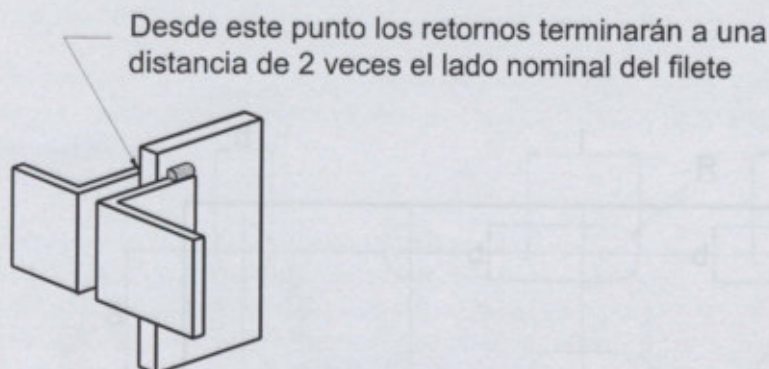 Desde este punto los retornos terminarán a una
distancia de 2 veces el lado nominal del filete